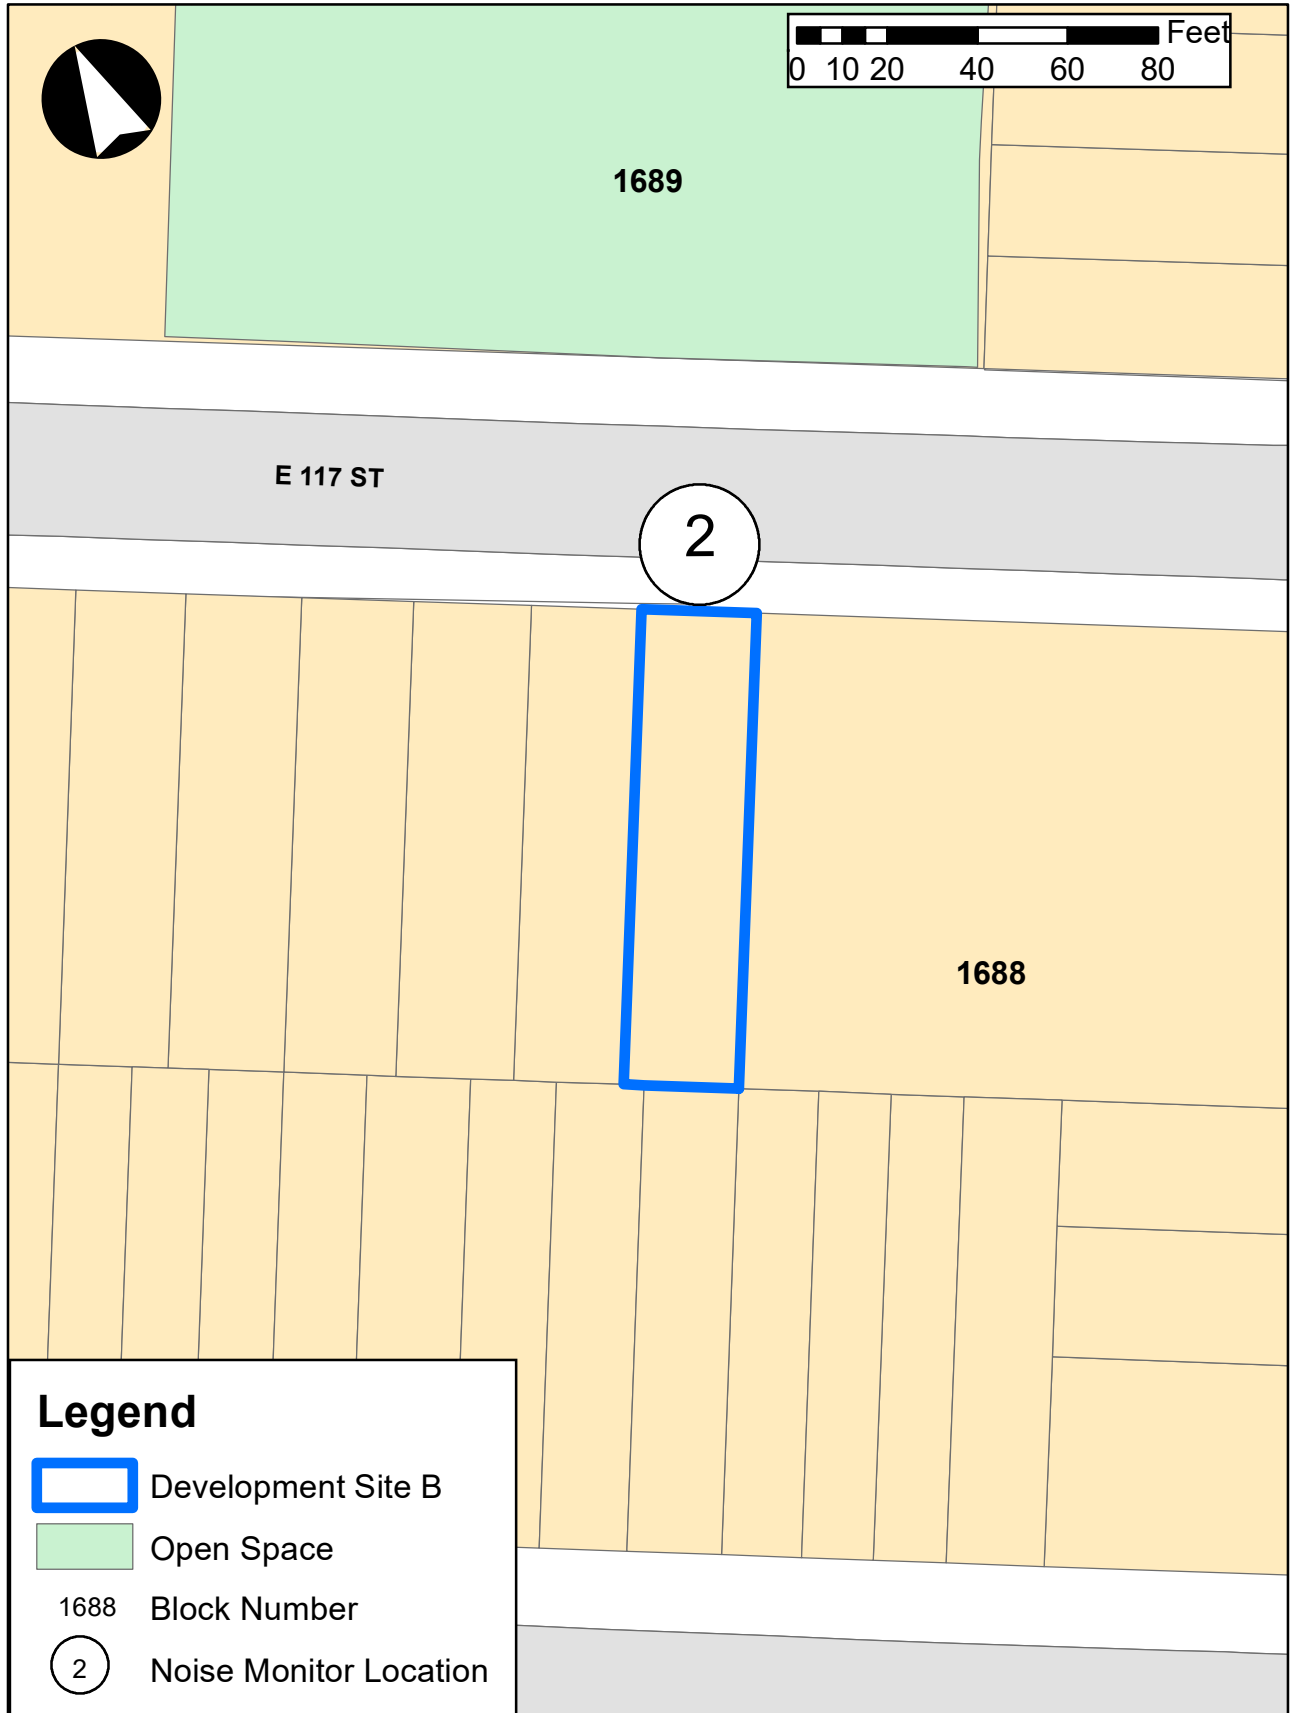 Feet
0 10 20 40 60 80
1689
E 117 ST
2
1688
Legend
Development Site B
Open Space
1688 Block Number
2 Noise Monitor Location